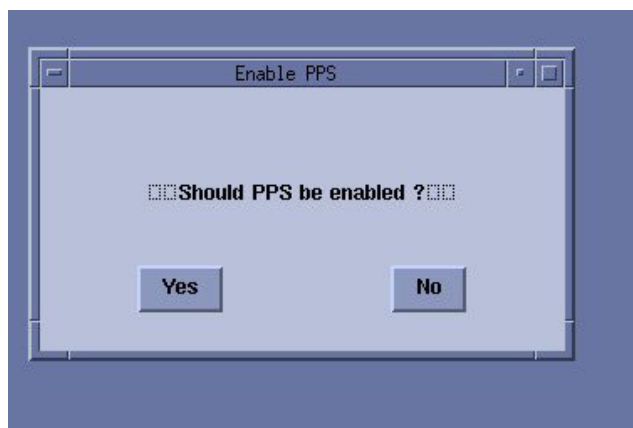 Enable PPS
Should PPS be enabled ?
Yes
No